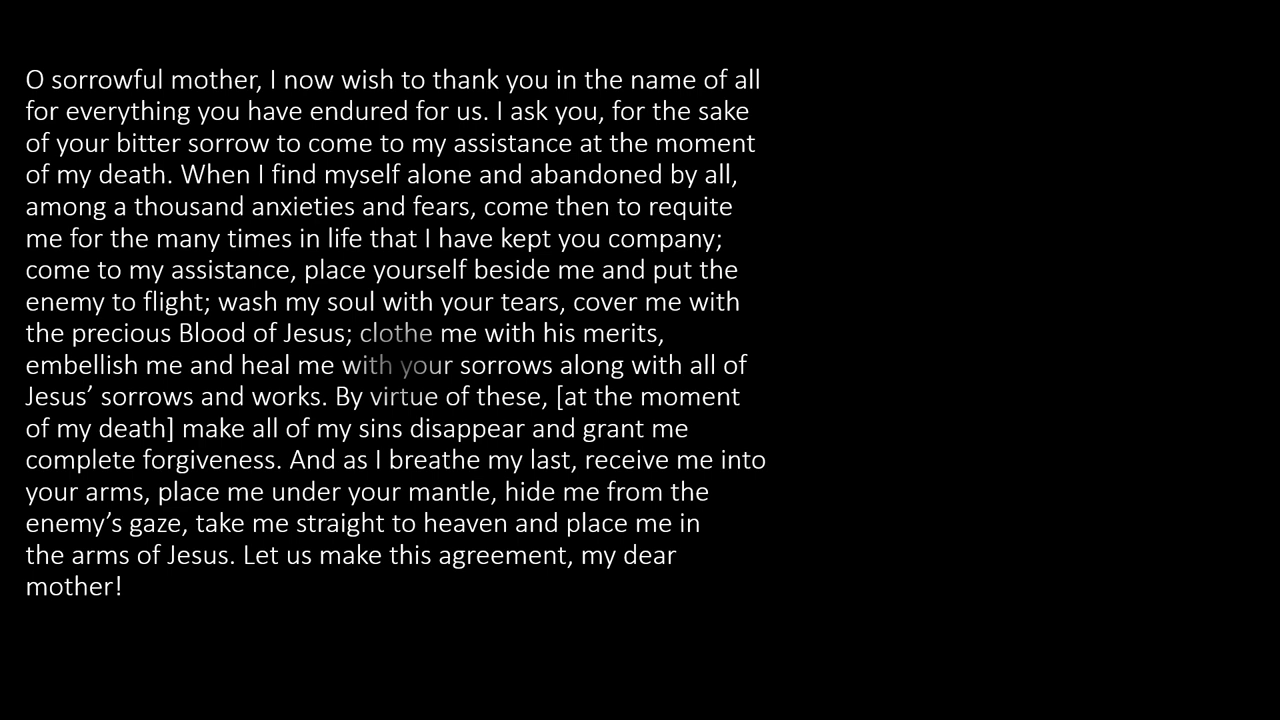 O sorrowful mother, I now wish to thank you in the name of all
for everything you have endured for us. I ask you, for the sake
of your bitter sorrow to come to my assistance at the moment
of my death. When I find myself alone and abandoned by all,
among a thousand anxieties and fears, come then to requite
me for the many times in life that I have kept you company;
come to my assistance, place yourself beside me and put the
enemy to flight; wash my soul with your tears, cover me with
the precious Blood of Jesus; clothe me with his merits,
embellish me and heal me with your sorrows along with all of
Jesus’ sorrows and works. By virtue of these, [at the moment
of my death] make all of my sins disappear and grant me
complete forgiveness. And as I breathe my last, receive me into
your arms, place me under your mantle, hide me from the
enemy’s gaze, take me straight to heaven and place me in
the arms of Jesus. Let us make this agreement, my dear
mother!